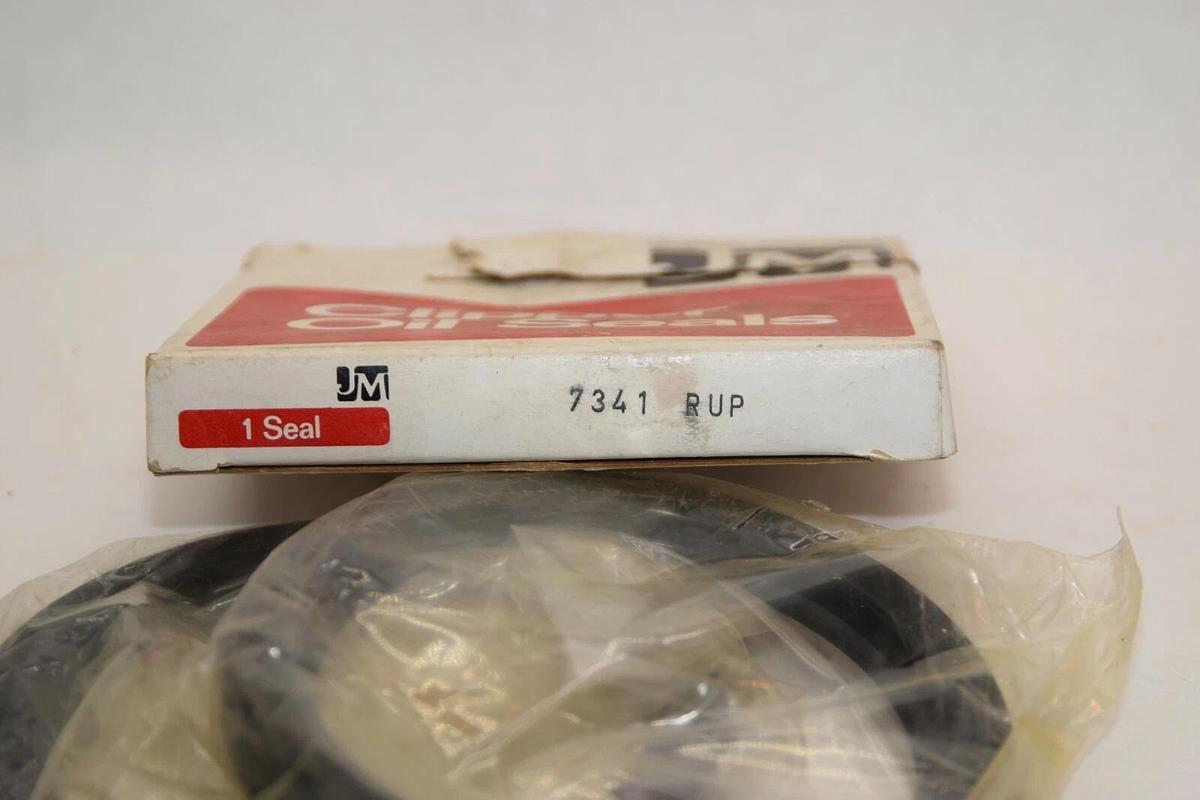 JM
Clipper
Oil Seals
JM
7341 RUP
1 Seal